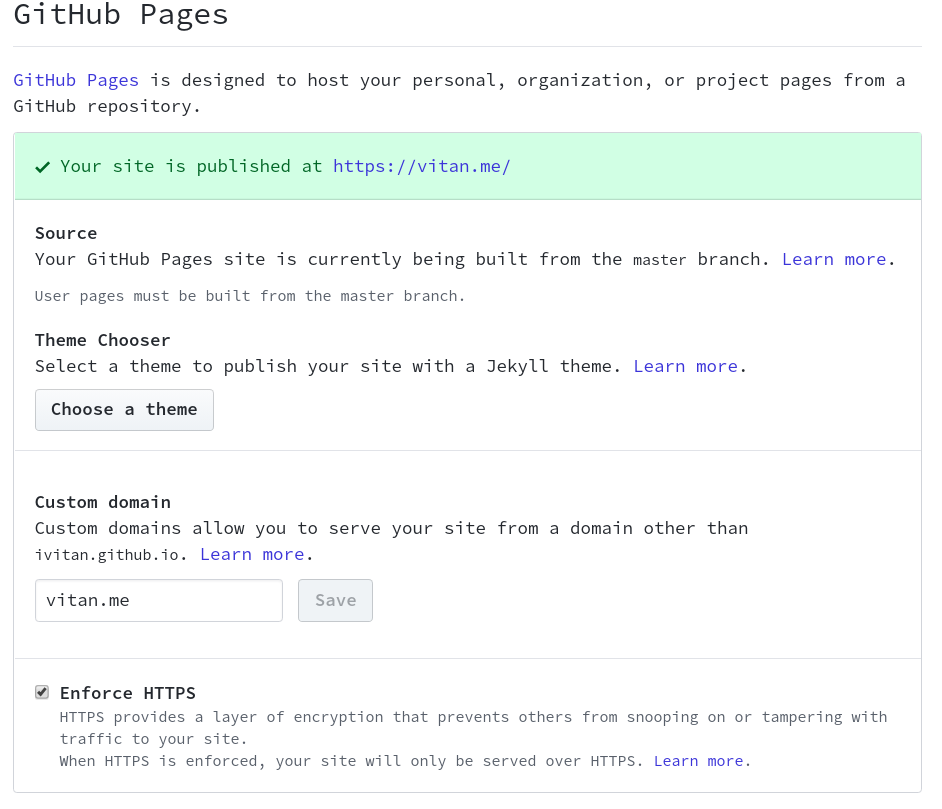 GitHub Pages
GitHub Pages is designed to host your personal, organization, or project pages from a
GitHub repository.
Your site is published at https://vitan.me/
Source
Your GitHub Pages site is currently being built from the master branch. Learn more.
User pages must be built from the master branch.
Theme Chooser
Select a theme to publish your site with a Jekyll theme. Learn more.
Choose a theme
Custom domain
Custom domains allow you to serve your site from a domain other than
ivitan.github.io. Learn more.
vitan.me Save
Enforce HTTPS
HTTPS provides a layer of encryption that prevents others from snooping on or tampering with
traffic to your site.
When HTTPS is enforced, your site will only be served over HTTPS. Learn more.